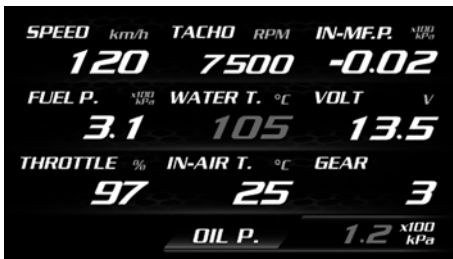 SPEED km/h TACHO RPM IN-MF.P. x100 kPa
120 7500 -0.02
FUEL P. x100 kPa WATER T. °C VOLT V
3.1 105 13.5
THROTTLE % IN-AIR T. °C GEAR
97 25 3
OIL P. 1.2 x100 kPa